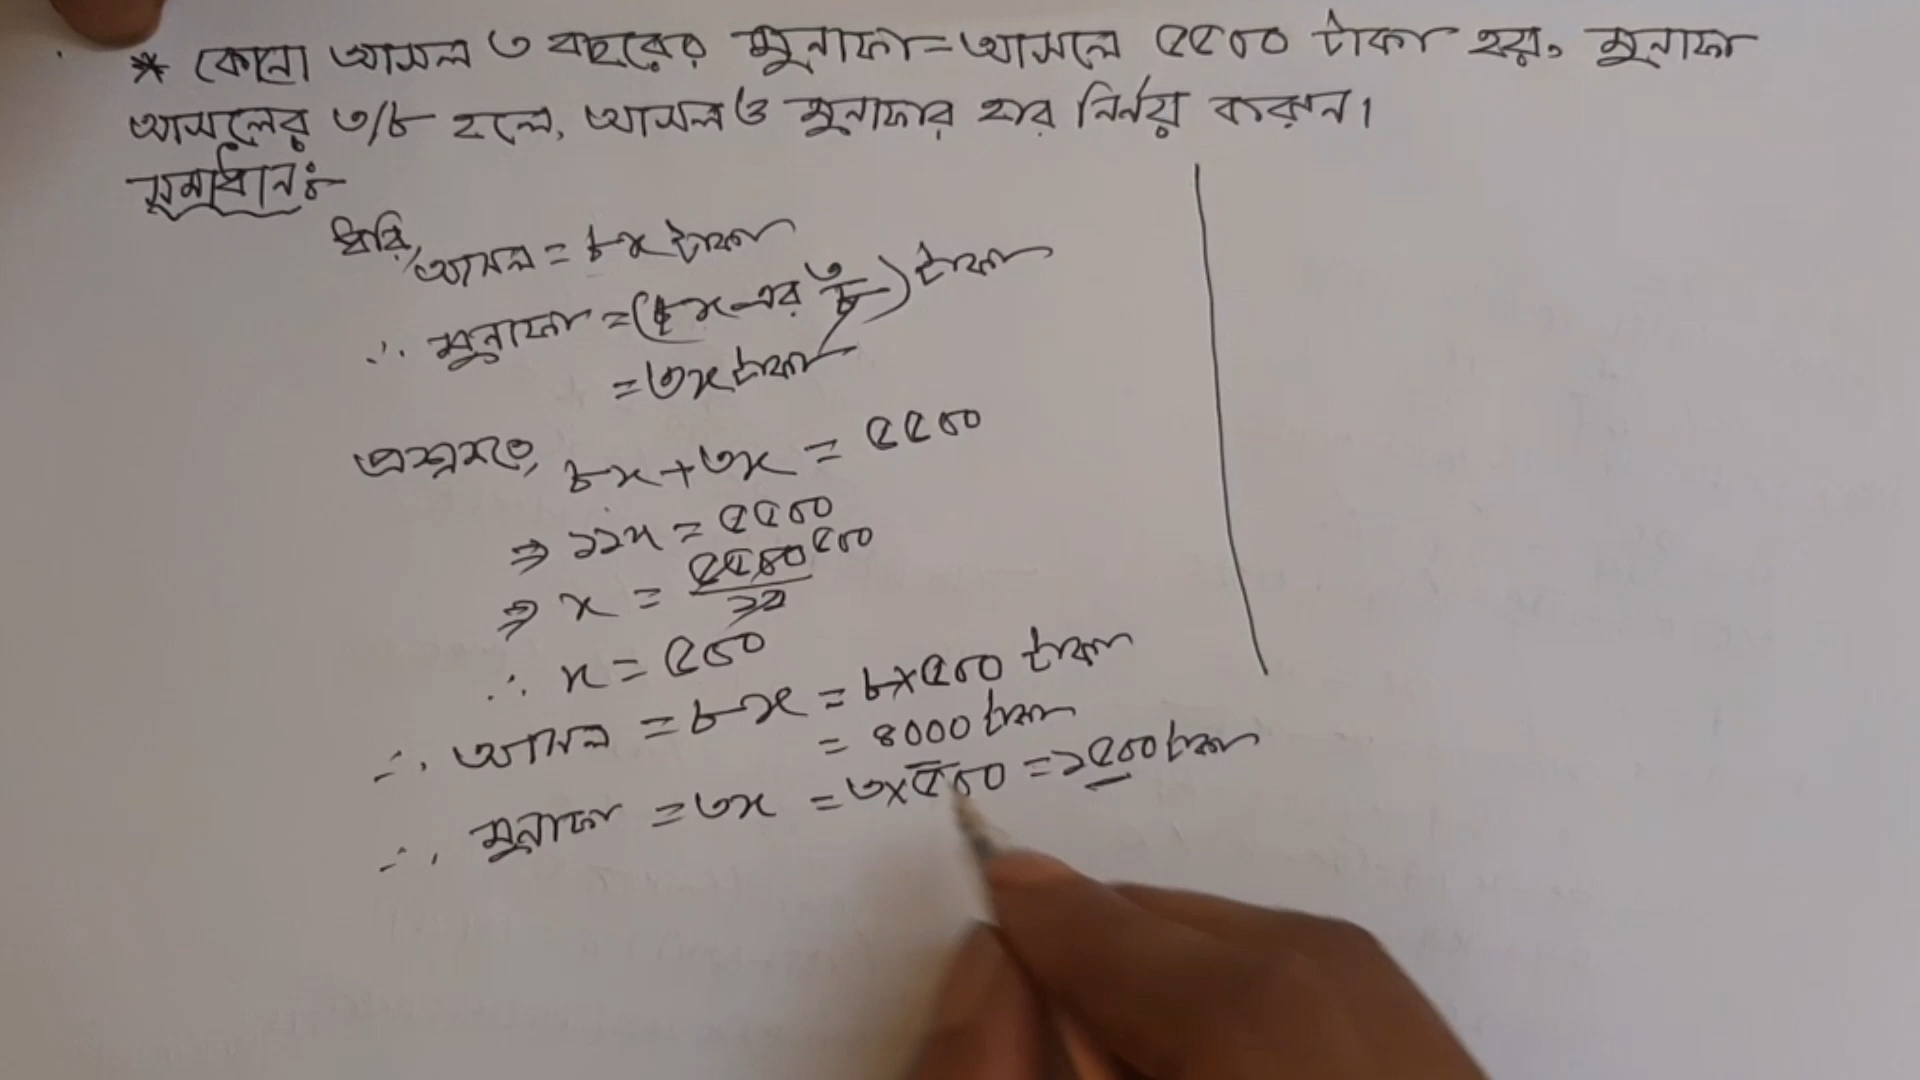 * কোনো আসল ৩ বছরের মুনাফা-আসলে ৫৫০০ টাকা হয়, মুনাফা
আসলের ৩/৮ হলে, আসল ও মুনাফার হার নির্ণয় করুন।
সমাধানঃ-
ধরি, আসল = ৮x টাকা
∴ মুনাফা = (৮x-এর ৩/৮) টাকা
= ৩x টাকা
প্রশ্নমতে, ৮x + ৩x = ৫৫০০
⇒ ১১x = ৫৫০০
⇒ x = ৫৫০০/১১ ৫০০
∴ x = ৫০০
∴ আসল = ৮x = ৮×৫০০ টাকা
= ৪০০০ টাকা
∴ মুনাফা = ৩x = ৩×৫০০ = ১৫০০ টাকা